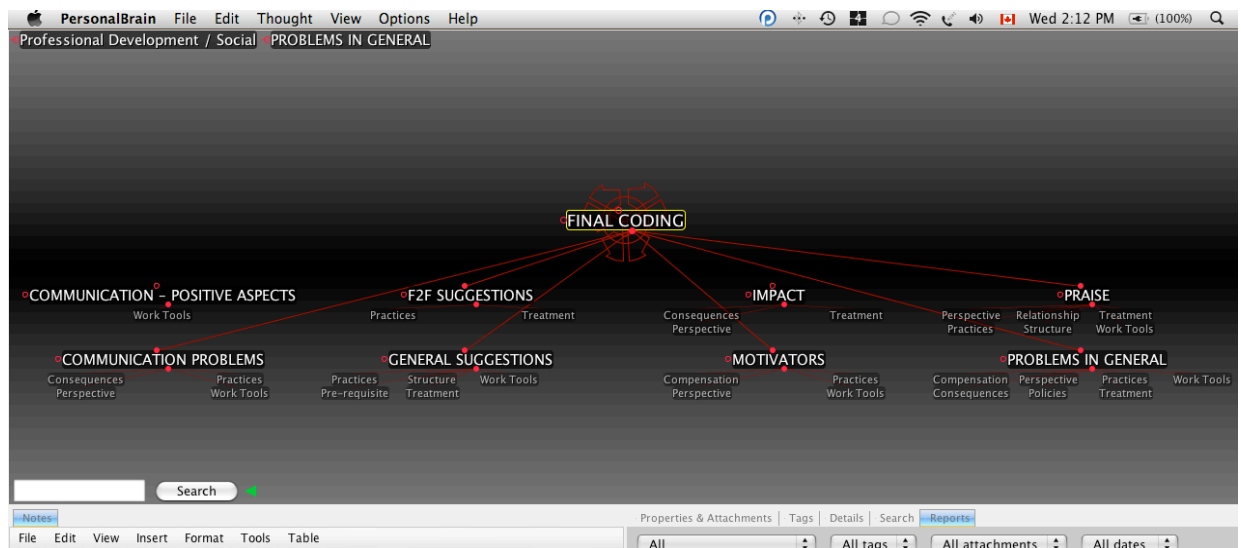 PersonalBrain File Edit Thought View Options Help Wed 2:12 PM (100%)
Professional Development / Social PROBLEMS IN GENERAL
FINAL CODING
COMMUNICATION – POSITIVE ASPECTS F2F SUGGESTIONS IMPACT PRAISE
Work Tools Practices Treatment Consequences Treatment Perspective Relationship Treatment
Perspective Practices Structure Work Tools
COMMUNICATION PROBLEMS GENERAL SUGGESTIONS MOTIVATORS PROBLEMS IN GENERAL
Consequences Practices Practices Structure Work Tools Compensation Practices Compensation Perspective Practices Work Tools
Perspective Work Tools Pre-requisite Treatment Perspective Work Tools Consequences Policies Treatment
Search
Notes Properties & Attachments Tags Details Search Reports
File Edit View Insert Format Tools Table All All tags All attachments All dates